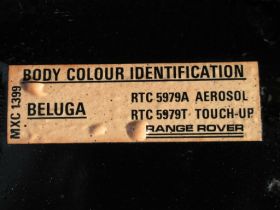 BODY COLOUR IDENTIFICATION
MXC 1399
BELUGA
RTC 5979A AEROSOL
RTC 5979T TOUCH-UP
RANGE ROVER